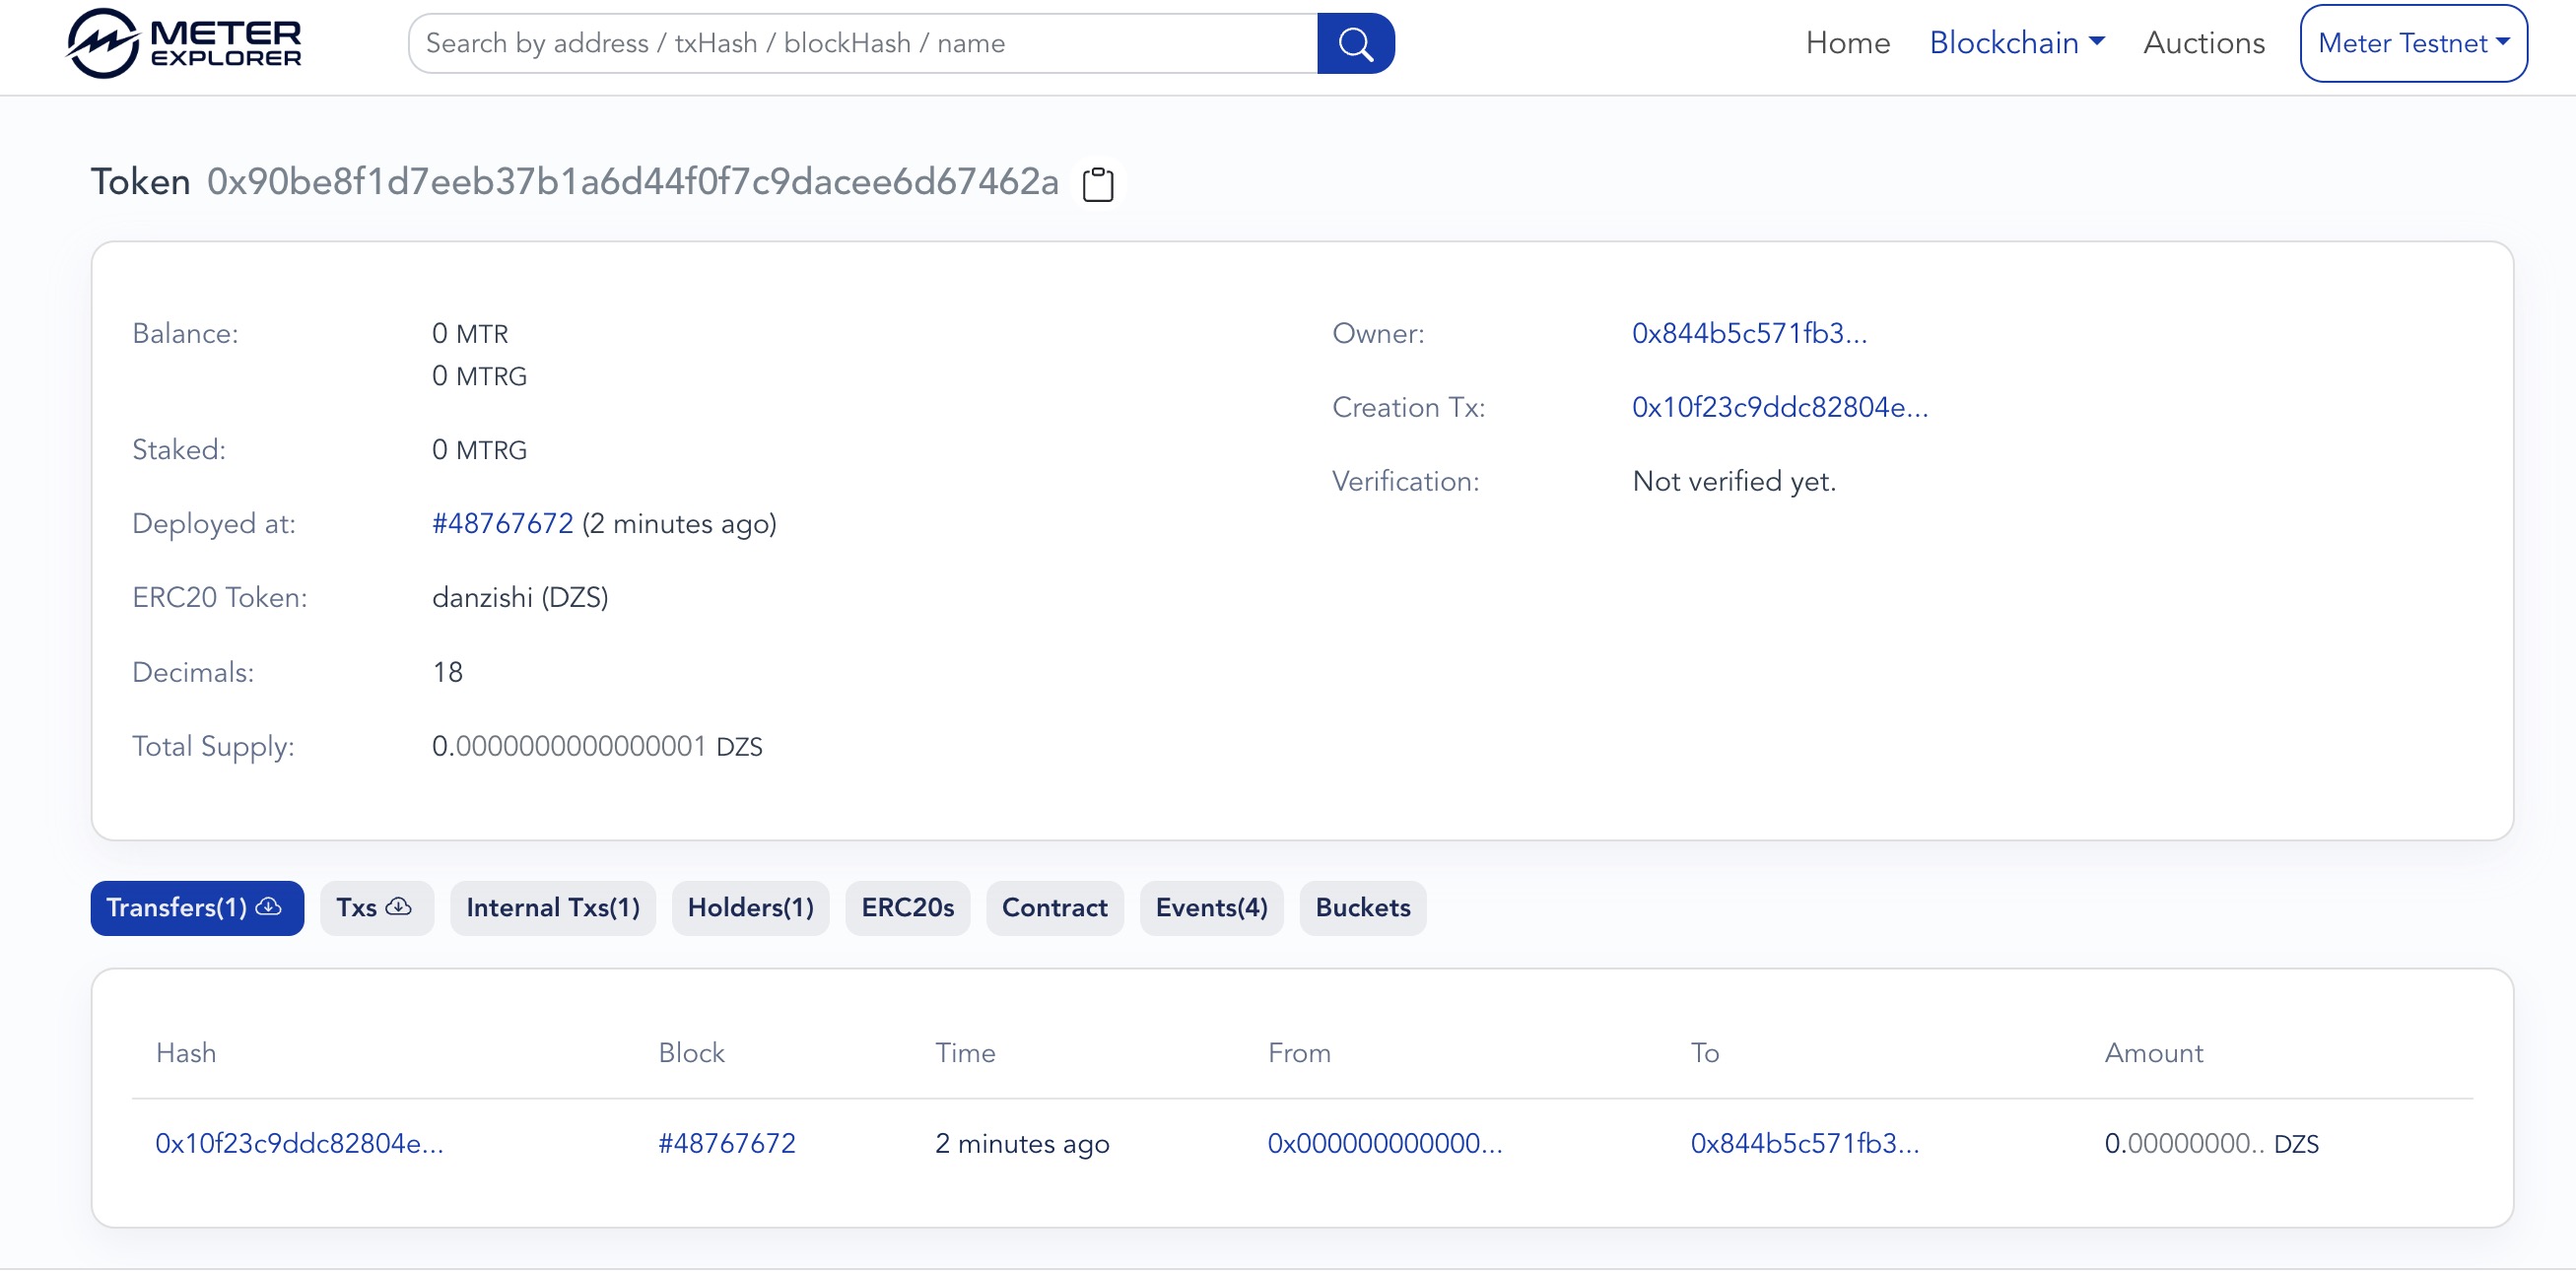 METER EXPLORER
Search by address / txHash / blockHash / name
Home Blockchain Auctions Meter Testnet
Token 0x90be8f1d7eeb37b1a6d44f0f7c9dacee6d67462a
Balance: 0 MTR
0 MTRG
Staked: 0 MTRG
Deployed at: #48767672 (2 minutes ago)
ERC20 Token: danzishi (DZS)
Decimals: 18
Total Supply: 0.0000000000000001 DZS
Owner: 0x844b5c571fb3...
Creation Tx: 0x10f23c9ddc82804e...
Verification: Not verified yet.
Transfers(1) Txs Internal Txs(1) Holders(1) ERC20s Contract Events(4) Buckets
Hash Block Time From To Amount
0x10f23c9ddc82804e... #48767672 2 minutes ago 0x000000000000... 0x844b5c571fb3... 0.00000000.. DZS